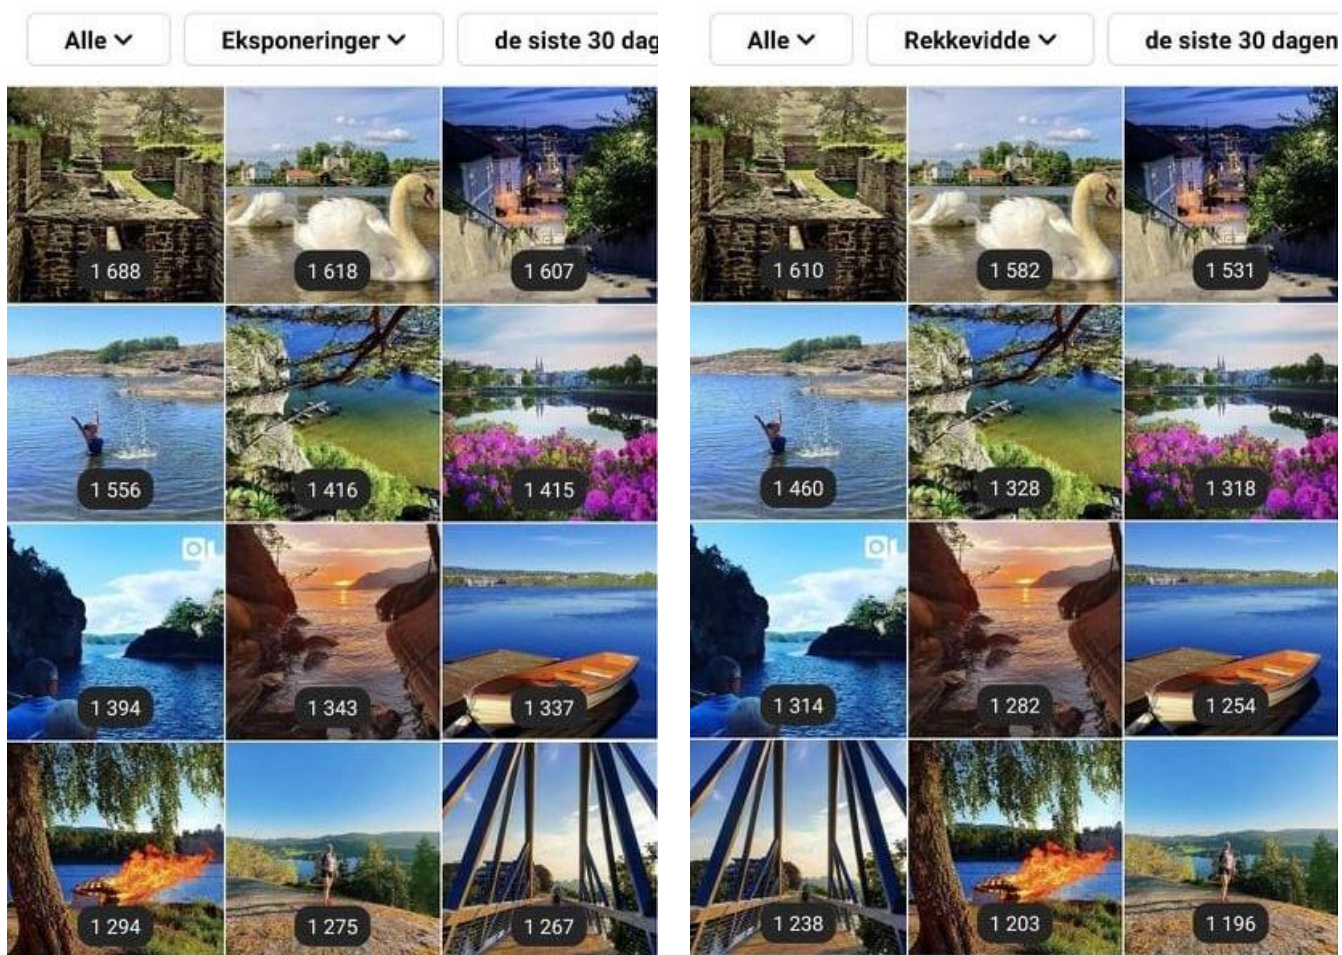 Alle Eksponeringer de siste 30 dag
1 688 1 618 1 607
1 556 1 416 1 415
1 394 1 343 1 337
1 294 1 275 1 267
Alle Rekkevidde de siste 30 dagen
1 610 1 582 1 531
1 460 1 328 1 318
1 314 1 282 1 254
1 238 1 203 1 196